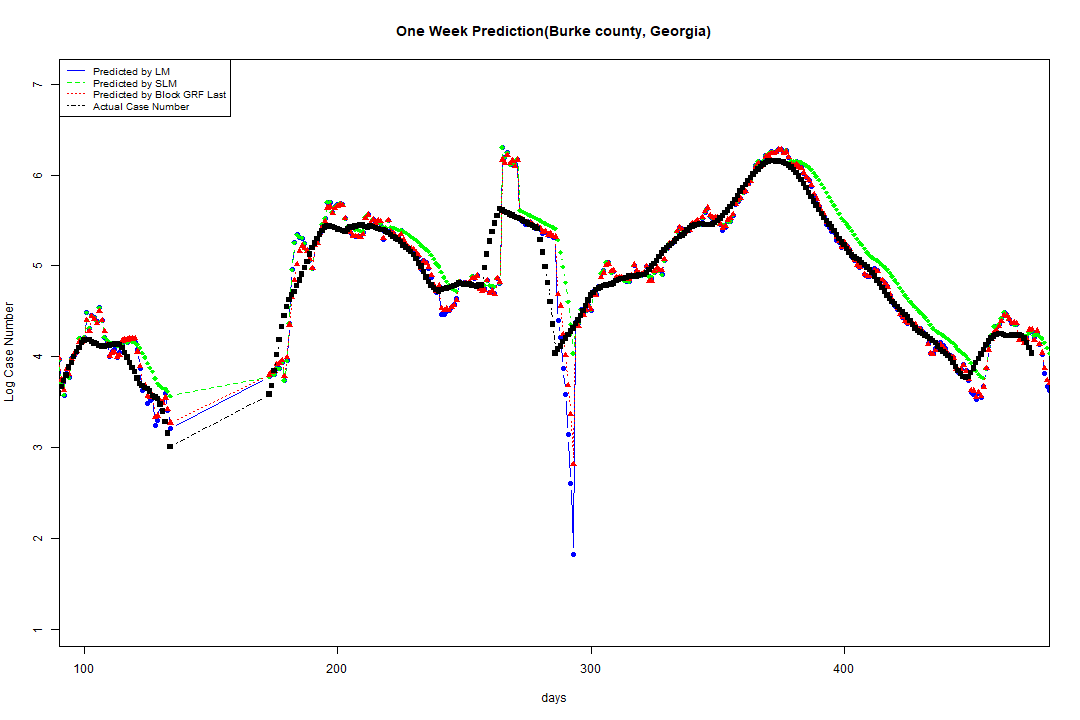 One Week Prediction(Burke county, Georgia)
Predicted by LM
Predicted by SLM
Predicted by Block GRF Last
Actual Case Number
7
6
5
4
3
2
1
Log Case Number
100 200 300 400
days